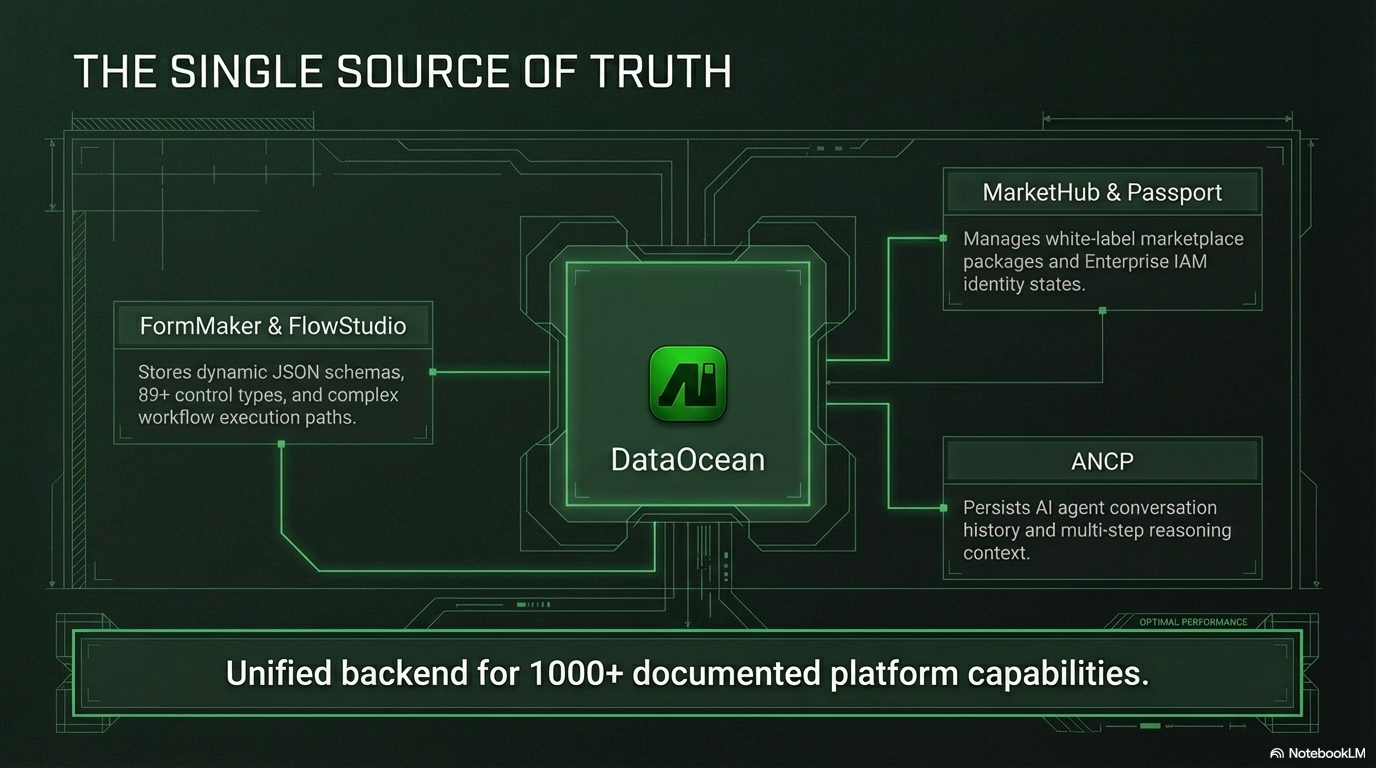 THE SINGLE SOURCE OF TRUTH
FormMaker & FlowStudio
Stores dynamic JSON schemas,
89+ control types, and complex
workflow execution paths.
Ai
DataOcean
MarketHub & Passport
Manages white-label marketplace
packages and Enterprise IAM
identity states.
ANCP
Persists AI agent conversation
history and multi-step reasoning
context.
OPTIMAL PERFORMANCE
Unified backend for 1000+ documented platform capabilities.
NotebookLM